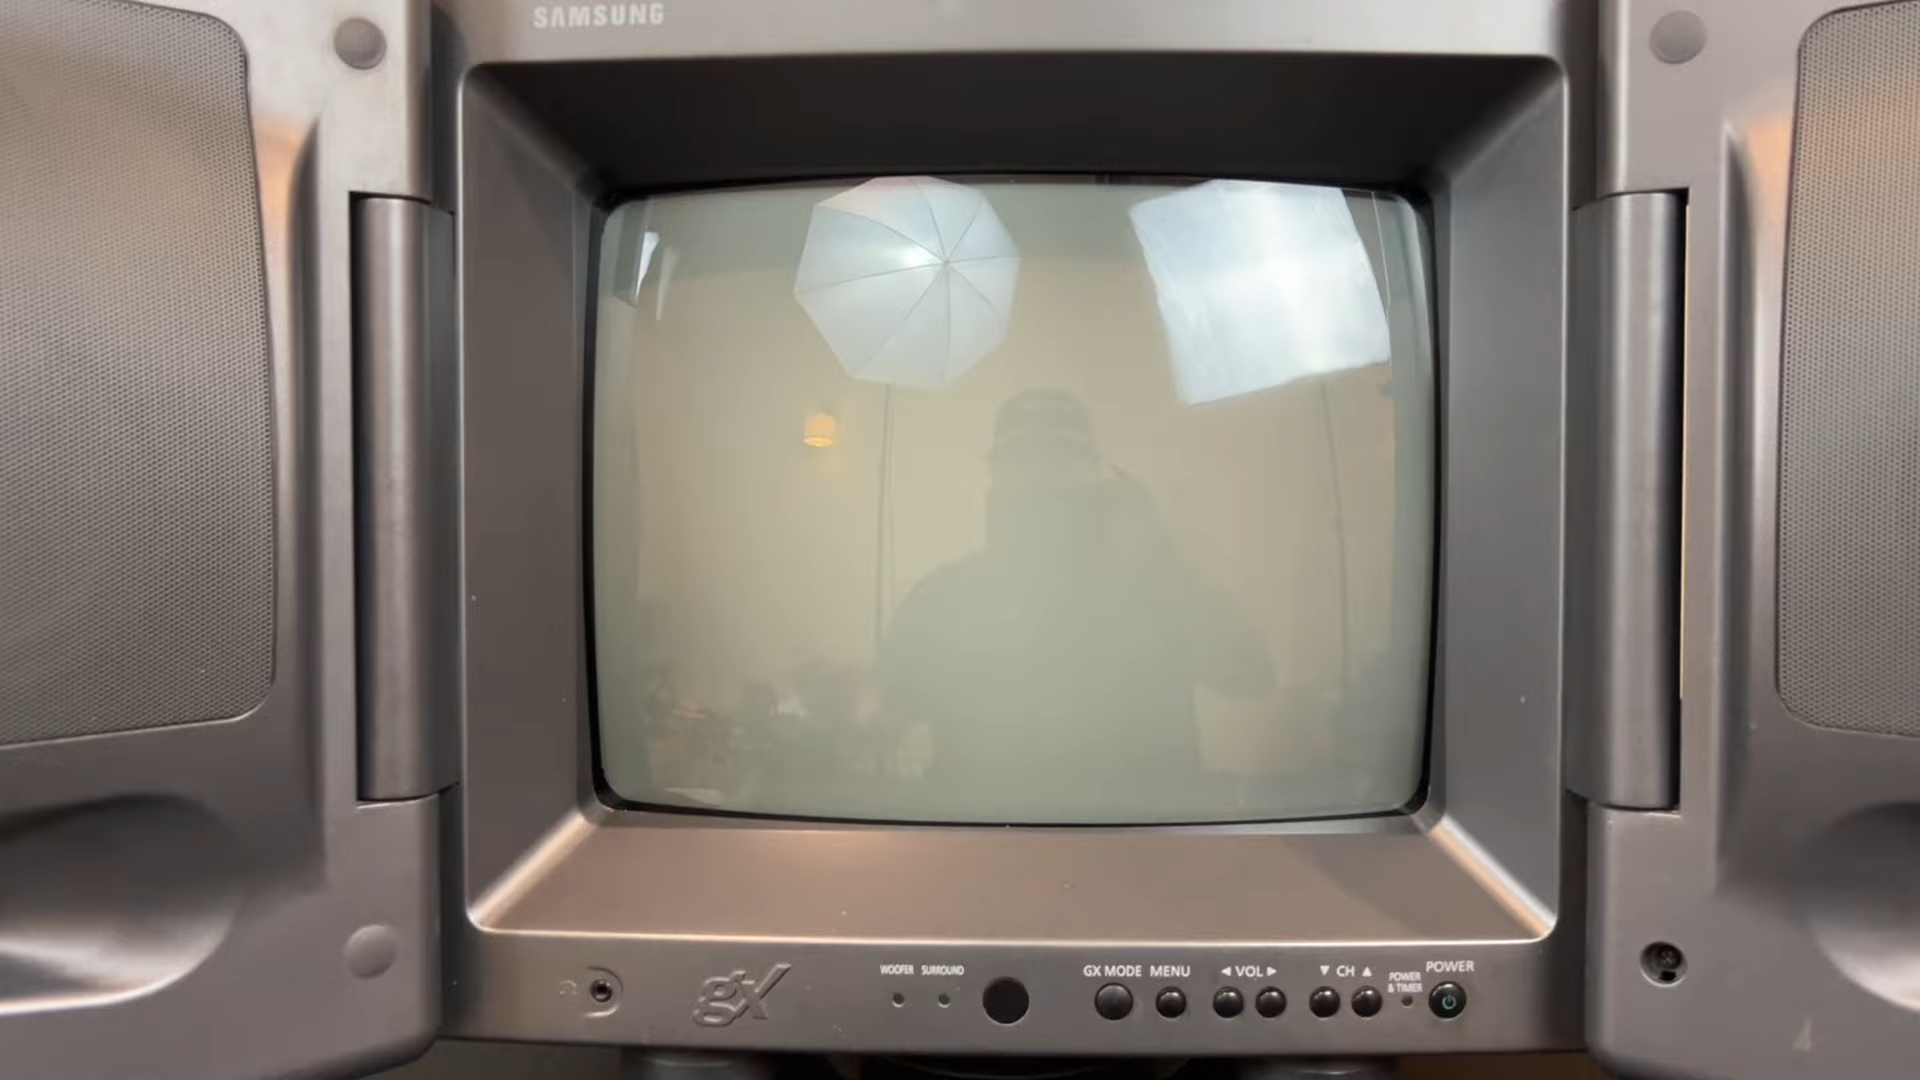 SAMSUNG
gx
WOOFER SURROUND
GX MODE MENU
◄ VOL ►
▼ CH ▲
POWER
& TIMER
POWER